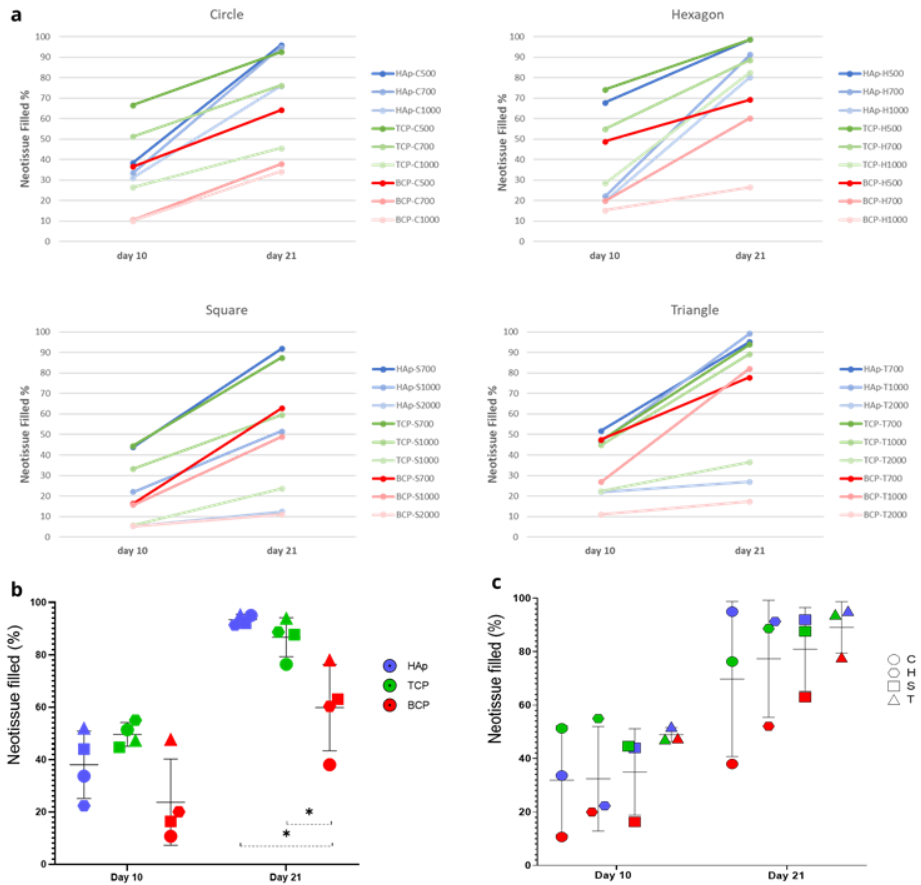 a
Circle
Neotissue Filled %
100
90
80
70
60
50
40
30
20
10
0
day 10
day 21
HAp-C500
HAp-C700
HAp-C1000
TCP-C500
TCP-C700
TCP-C1000
BCP-C500
BCP-C700
BCP-C1000
Hexagon
Neotissue Filled %
100
90
80
70
60
50
40
30
20
10
0
day 10
day 21
HAp-H500
HAp-H700
HAp-H1000
TCP-H500
TCP-H700
TCP-H1000
BCP-H500
BCP-H700
BCP-H1000
Square
Neotissue Filled %
100
90
80
70
60
50
40
30
20
10
0
day 10
day 21
HAp-S700
HAp-S1000
HAp-S2000
TCP-S700
TCP-S1000
TCP-S1000
BCP-S700
BCP-S1000
BCP-S2000
Triangle
Neotissue Filled %
100
90
80
70
60
50
40
30
20
10
0
day 10
day 21
HAp-T700
HAp-T1000
HAp-T2000
TCP-T700
TCP-T1000
TCP-T2000
BCP-T700
BCP-T1000
BCP-T2000
b
Neotissue filled (%)
100
80
60
40
20
0
Day 10
Day 21
*
*
HAp
TCP
BCP
c
Neotissue filled (%)
100
80
60
40
20
0
Day 10
Day 21
C
H
S
T